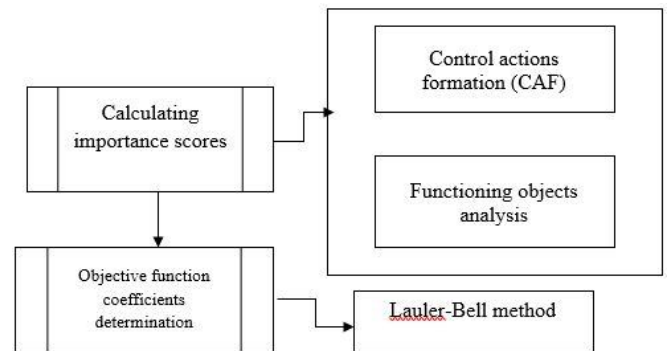 Control actions
formation (CAF)
Calculating
importance scores
Functioning objects
analysis
Objective function
coefficients
determination
Lauler-Bell method